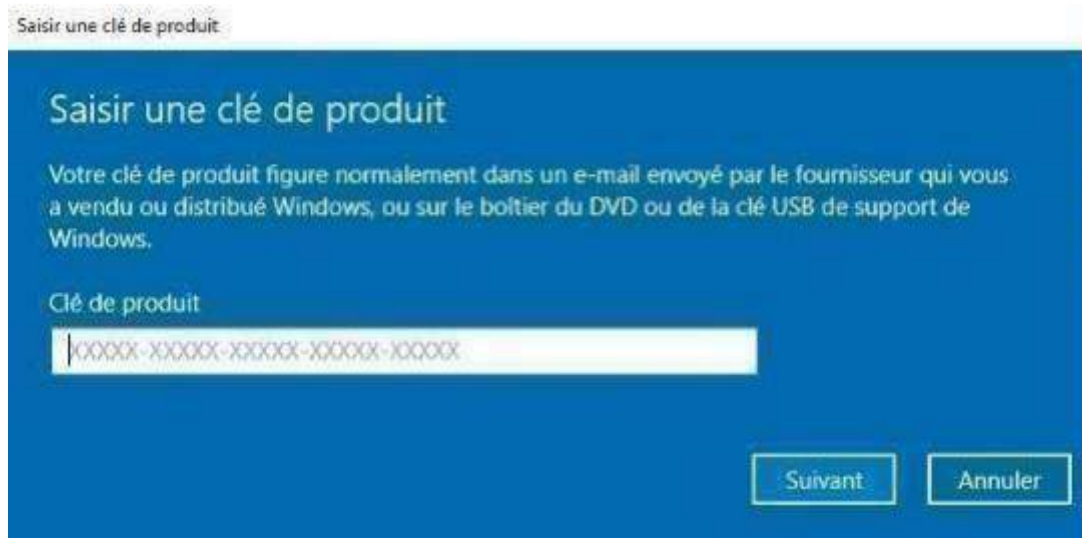 Saisir une clé de produit
Saisir une clé de produit
Votre clé de produit figure normalement dans un e-mail envoyé par le fournisseur qui vous
a vendu ou distribué Windows, ou sur le boîtier du DVD ou de la clé USB de support de
Windows.
Clé de produit
XXXXX-XXXXX-XXXXX-XXXXX-XXXXX
Suivant
Annuler